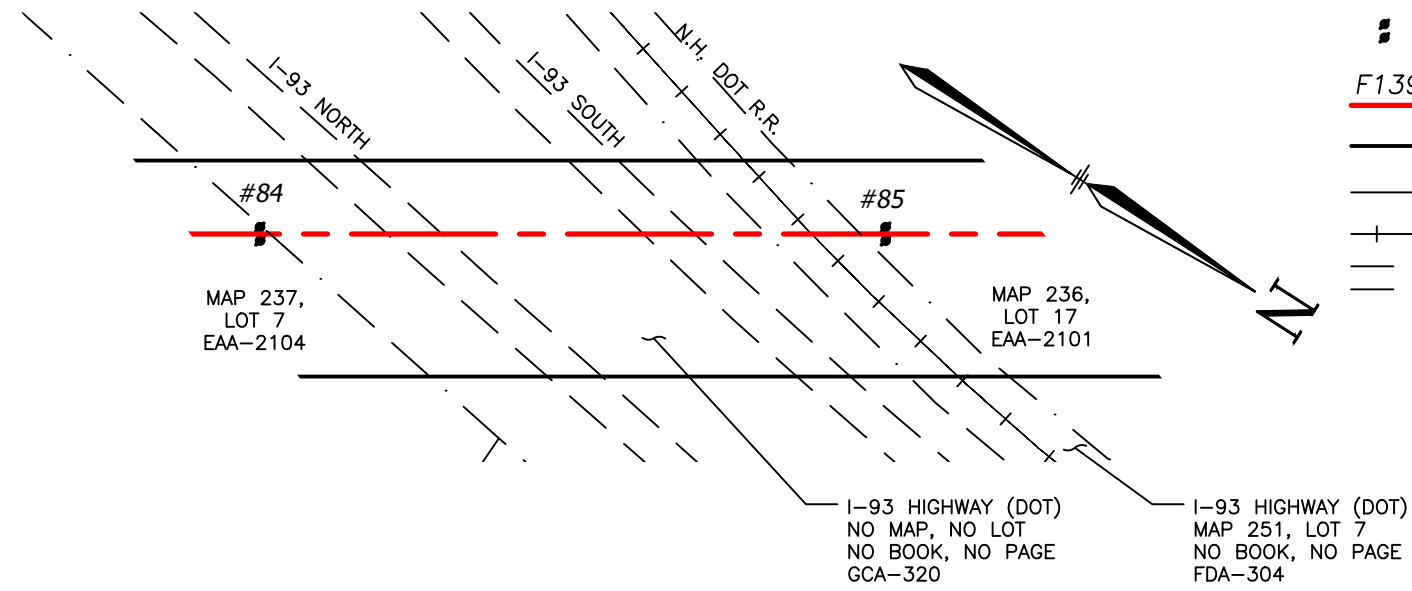 I-93 NORTH
I-93 SOUTH
N.H. DOT R.R.
F139
#84
#85
MAP 237,
LOT 7
EAA-2104
MAP 236,
LOT 17
EAA-2101
N
I-93 HIGHWAY (DOT)
NO MAP, NO LOT
NO BOOK, NO PAGE
GCA-320
I-93 HIGHWAY (DOT)
MAP 251, LOT 7
NO BOOK, NO PAGE
FDA-304